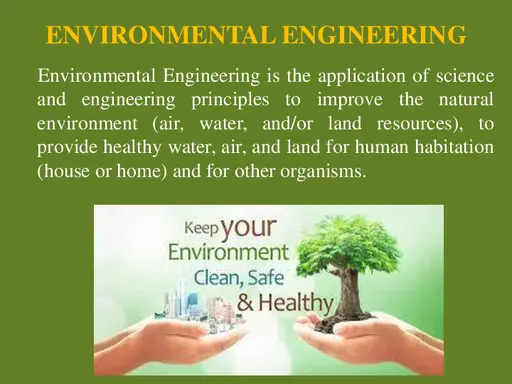 ENVIRONMENTAL ENGINEERING
Environmental Engineering is the application of science
and engineering principles to improve the natural
environment (air, water, and/or land resources), to
provide healthy water, air, and land for human habitation
(house or home) and for other organisms.
Keep your
Environment
Clean, Safe
& Healthy